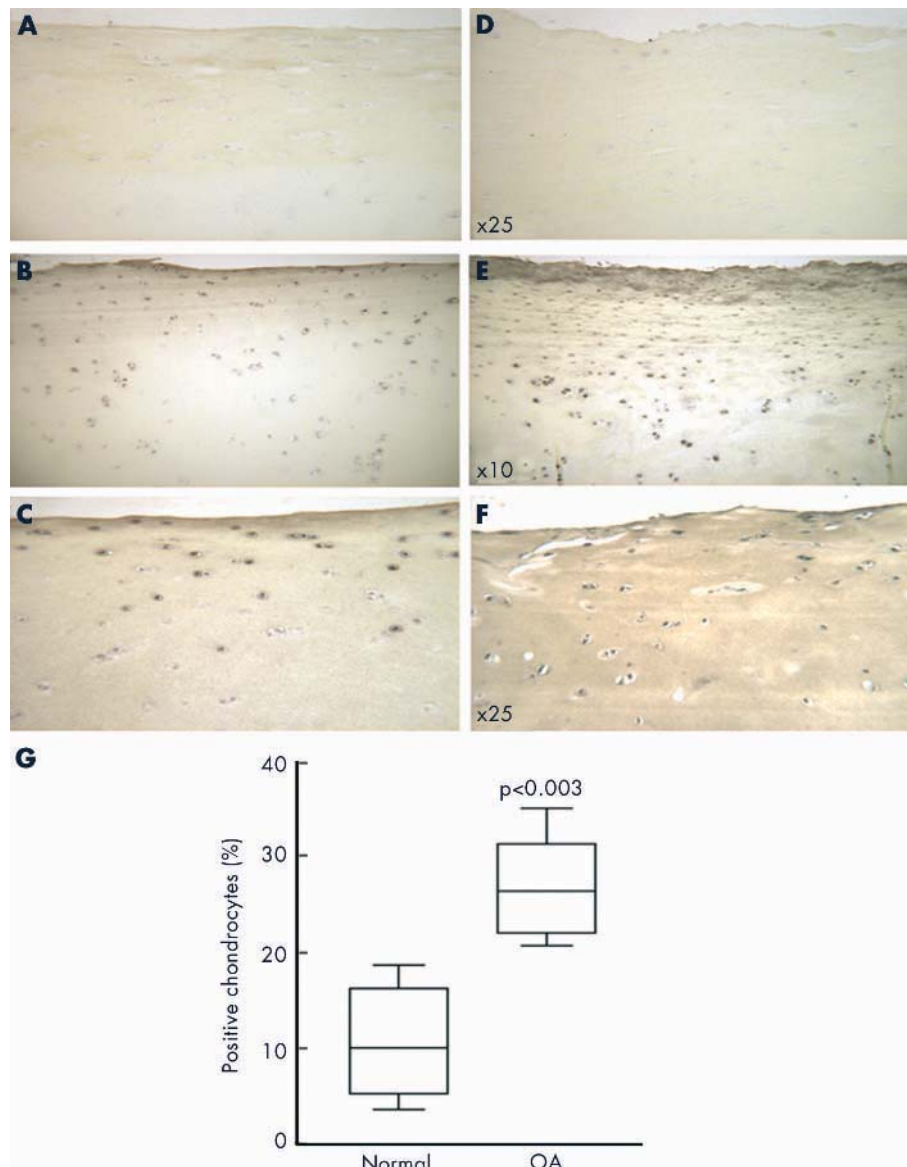 A
D
x25
B
E
x10
C
F
x25
G
40
p<0.003
30
Positive chondrocytes (%)
20
10
0
Normal
OA